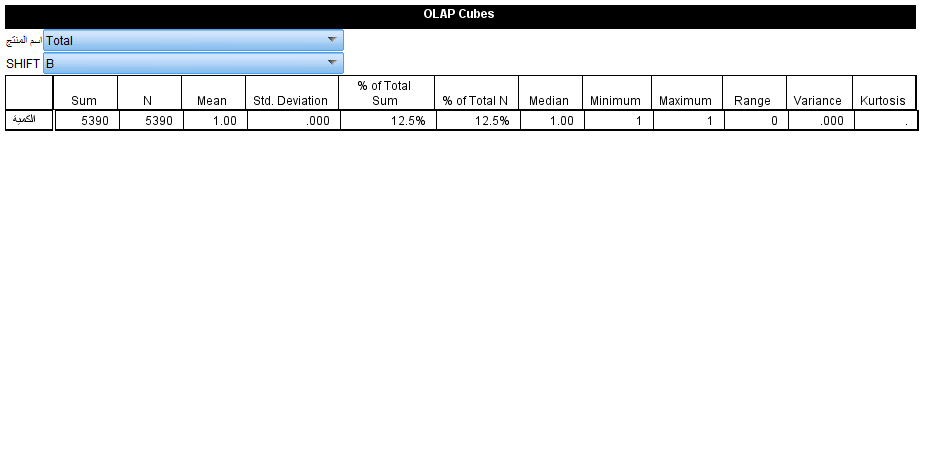 OLAP Cubes
اسم المنتج Total
SHIFT B
Sum N Mean Std. Deviation % of Total Sum % of Total N Median Minimum Maximum Range Variance Kurtosis
الكمية 5390 5390 1.00 .000 12.5% 12.5% 1.00 1 1 0 .000 .